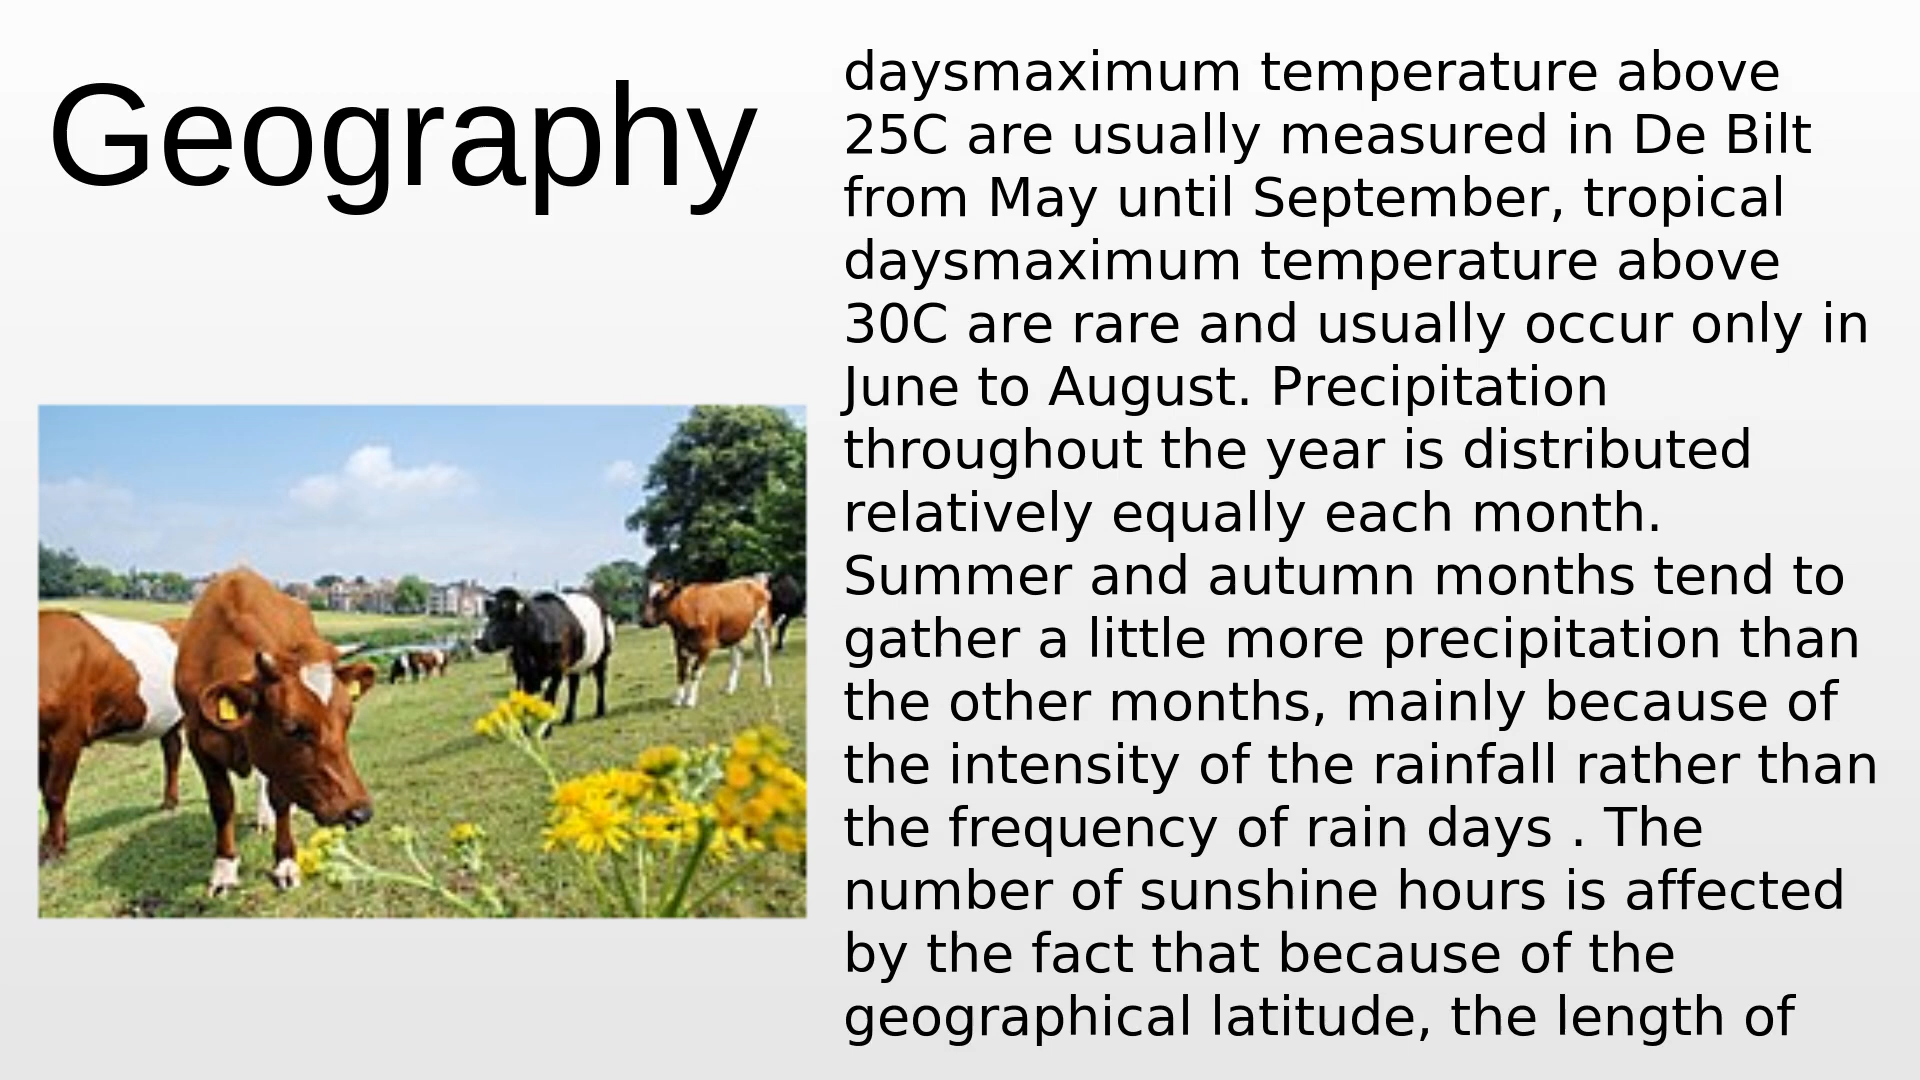 Geography
daysmaximum temperature above
25C are usually measured in De Bilt
from May until September, tropical
daysmaximum temperature above
30C are rare and usually occur only in
June to August. Precipitation
throughout the year is distributed
relatively equally each month.
Summer and autumn months tend to
gather a little more precipitation than
the other months, mainly because of
the intensity of the rainfall rather than
the frequency of rain days . The
number of sunshine hours is affected
by the fact that because of the
geographical latitude, the length of